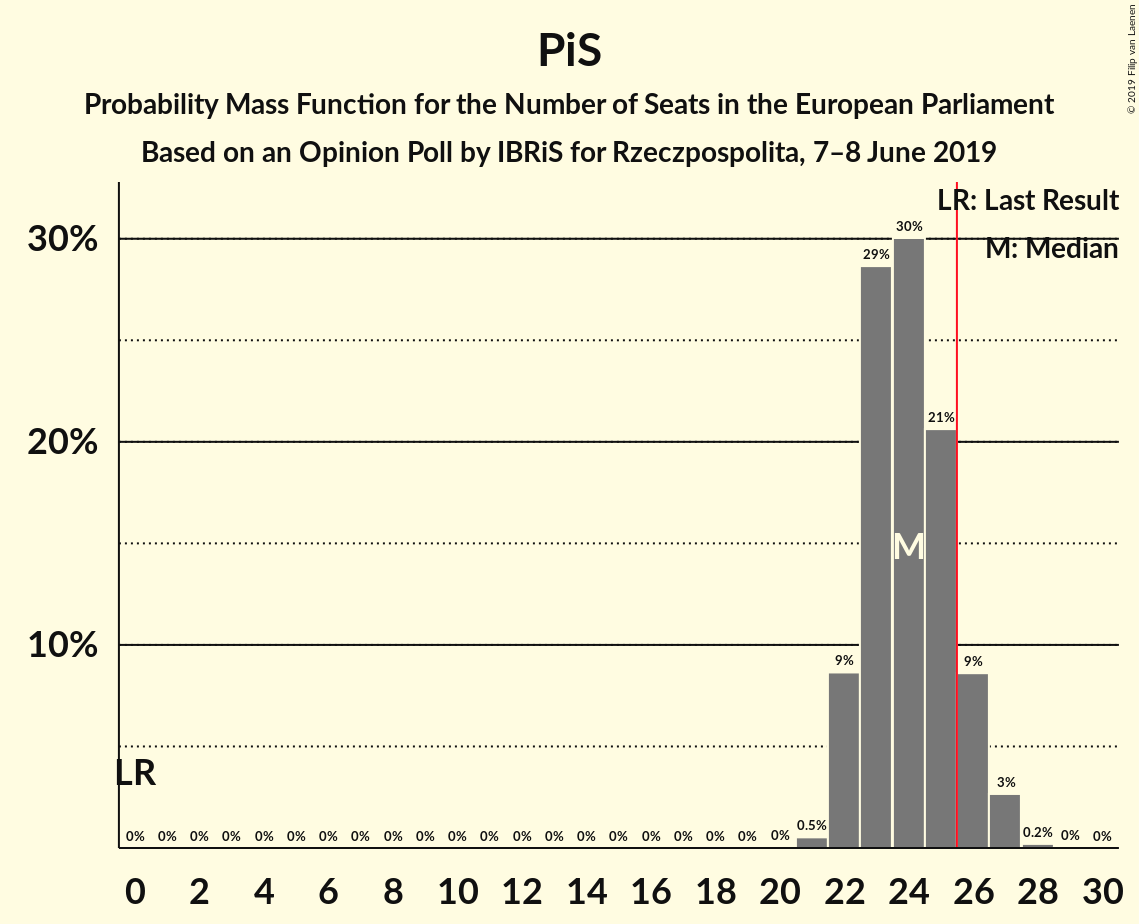 PiS
Probability Mass Function for the Number of Seats in the European Parliament
Based on an Opinion Poll by IBRiS for Rzeczpospolita, 7–8 June 2019
© 2019 Filip van Laenen
LR: Last Result
M: Median
30%
20%
10%
30%
29%
21%
M
9%
9%
LR
3%
0% 0% 0% 0% 0% 0% 0% 0% 0% 0% 0% 0% 0% 0% 0% 0% 0% 0% 0% 0% 0% 0.5% 0.2% 0% 0%
0 2 4 6 8 10 12 14 16 18 20 22 24 26 28 30